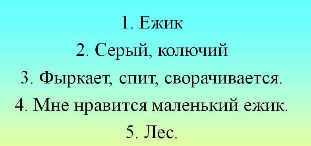 1. Ежик
2. Серый, колючий
3. Фыркает, спит, сворачивается.
4. Мне нравится маленький ежик.
5. Лес.